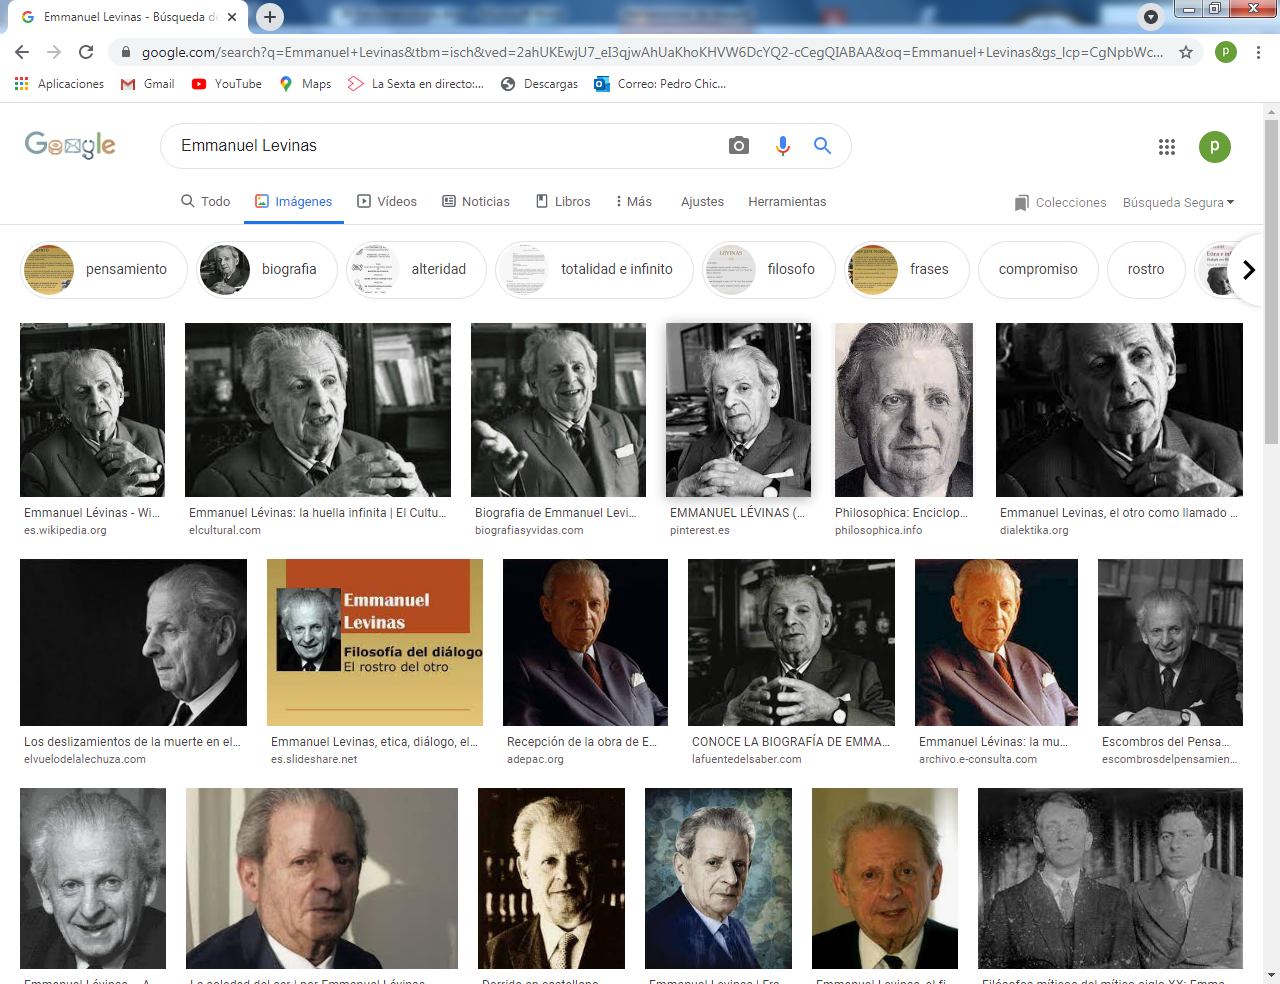 Emmanuel Levinas - Búsqueda de
google.com/search?q=Emmanuel+Levinas&tbm=isch&ved=2ahUKEwjU7_eI3qjwAhUaKhoKHVW6DcYQ2-cCegQIABAA&oq=Emmanuel+Levinas&gs_lcp=CgNpbWc...
p
Aplicaciones Gmail YouTube Maps La Sexta en directo:... Descargas Correo: Pedro Chic...
Google
Emmanuel Levinas
p
Todo Imágenes Vídeos Noticias Libros Más Ajustes Herramientas
Colecciones Búsqueda Segura
pensamiento biografia alteridad totalidad e infinito filosofo frases compromiso rostro
Emmanuel Lévinas - Wi...
es.wikipedia.org
Emmanuel Lévinas: la huella infinita | El Cultu...
elcultural.com
Biografia de Emmanuel Levi...
biografiasyvidas.com
EMMANUEL LÉVINAS (...
pinterest.es
Philosophica: Enciclop...
philosophica.info
Emmanuel Levinas, el otro como llamado ...
dialektika.org
Emmanuel
Levinas
Filosofía del diálogo
El rostro del otro
Los deslizamientos de la muerte en el...
elvuelodelalechuza.com
Emmanuel Levinas, etica, diálogo, el...
es.slideshare.net
Recepción de la obra de E...
adepac.org
CONOCE LA BIOGRAFÍA DE EMMA...
lafuentedelsaber.com
Emmanuel Lévinas: la mu...
archivo.e-consulta.com
Escombros del Pensa...
escombrosdelpensamien...